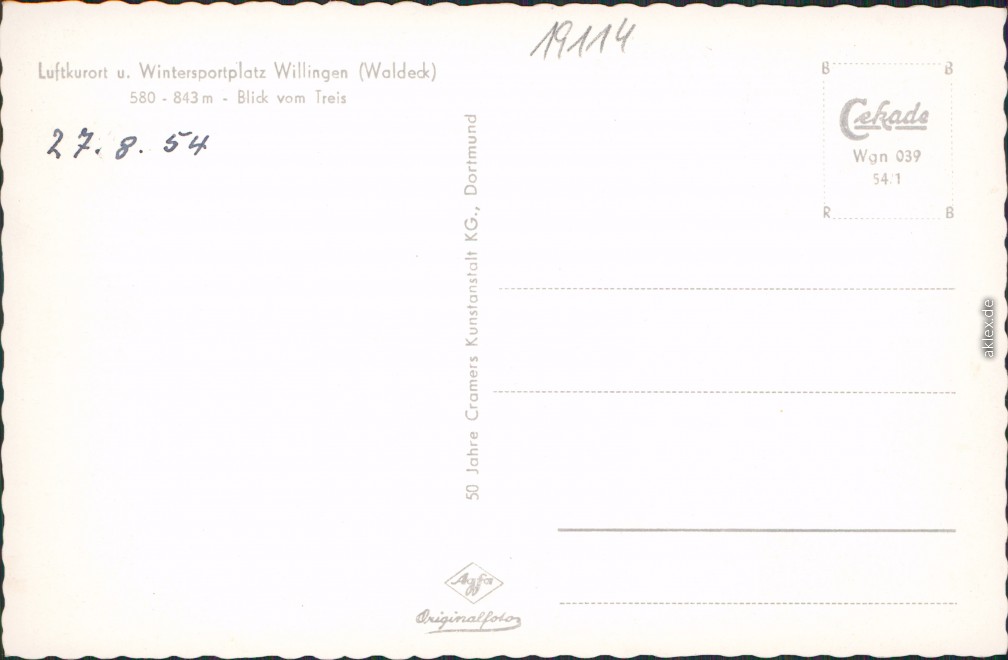 19114
Luftkurort u. Wintersportplatz Willingen (Waldeck)
580 - 843 m - Blick vom Treis
27. 8. 54
50 Jahre Cramers Kunstanstalt KG., Dortmund
B B
Cekade
Wgn 039
54/1
R B
Agfa
Originalfoto
aklex.de